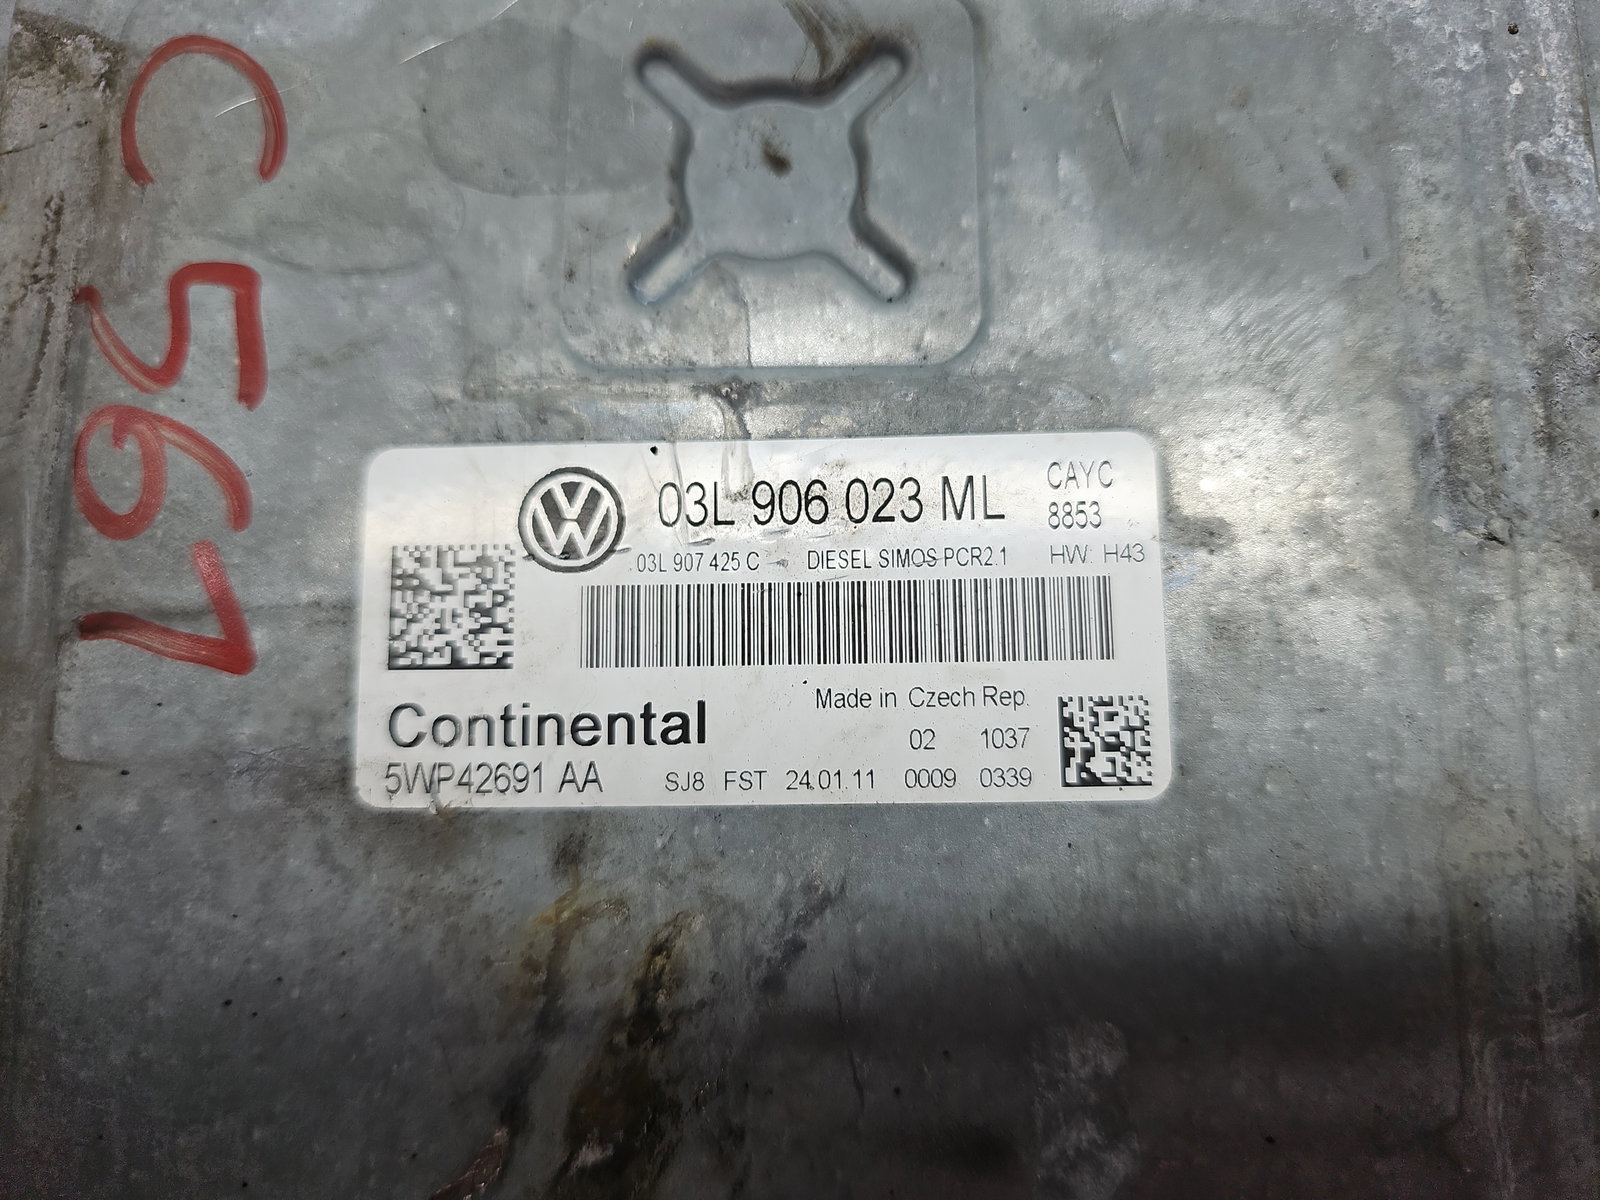 C567
03L 906 023 ML
CAYC
8853
03L 907 425 C DIESEL SIMOS PCR2.1 HW: H43
Made in Czech Rep.
Continental
02 1037
5WP42691 AA SJ8 FST 24.01.11 0009 0339